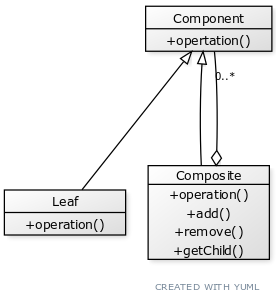 Component
+opertation()
0..*
Leaf
+operation()
Composite
+operation()
+add()
+remove()
+getChild()
CREATED WITH YUML